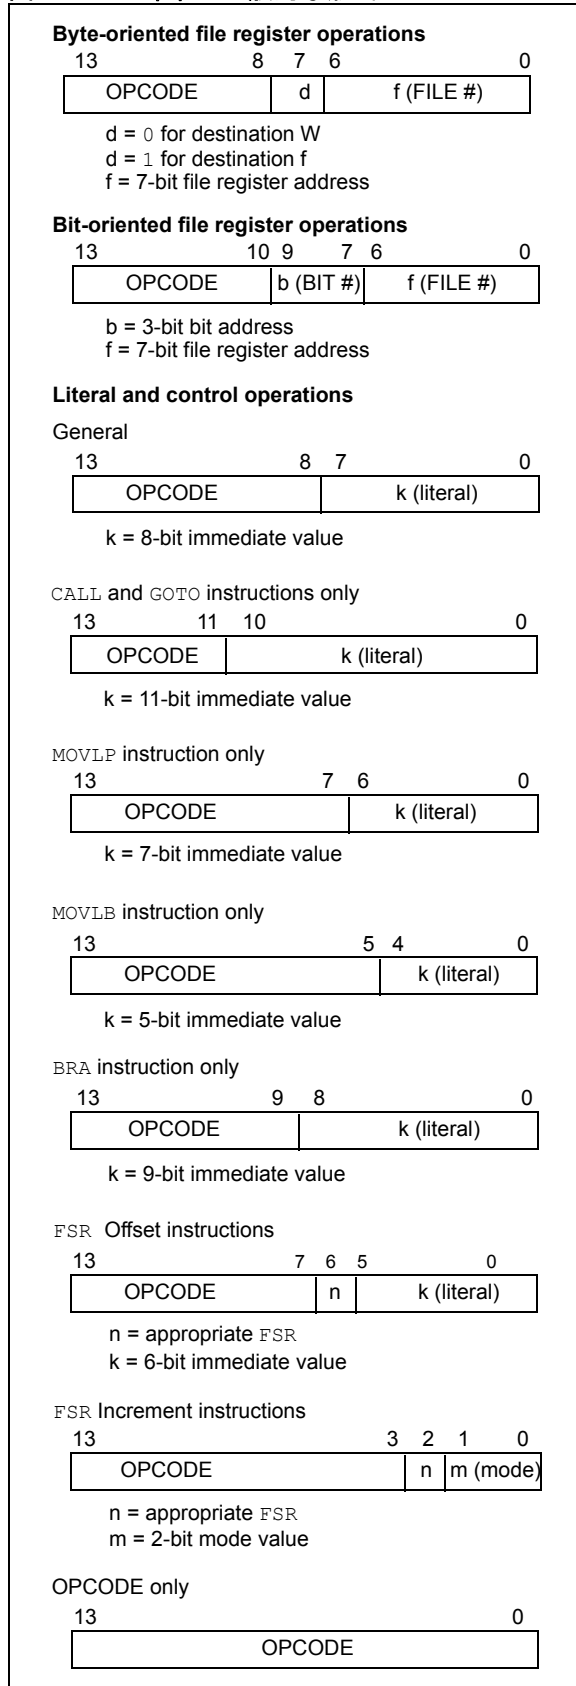 Byte-oriented file register operations
13 8 7 6 0
OPCODE d f (FILE #)
d = 0 for destination W
d = 1 for destination f
f = 7-bit file register address
Bit-oriented file register operations
13 10 9 7 6 0
OPCODE b (BIT #) f (FILE #)
b = 3-bit bit address
f = 7-bit file register address
Literal and control operations
General
13 8 7 0
OPCODE k (literal)
k = 8-bit immediate value
CALL and GOTO instructions only
13 11 10 0
OPCODE k (literal)
k = 11-bit immediate value
MOVLP instruction only
13 7 6 0
OPCODE k (literal)
k = 7-bit immediate value
MOVLB instruction only
13 5 4 0
OPCODE k (literal)
k = 5-bit immediate value
BRA instruction only
13 9 8 0
OPCODE k (literal)
k = 9-bit immediate value
FSR Offset instructions
13 7 6 5 0
OPCODE n k (literal)
n = appropriate FSR
k = 6-bit immediate value
FSR Increment instructions
13 3 2 1 0
OPCODE n m (mode)
n = appropriate FSR
m = 2-bit mode value
OPCODE only
13 0
OPCODE